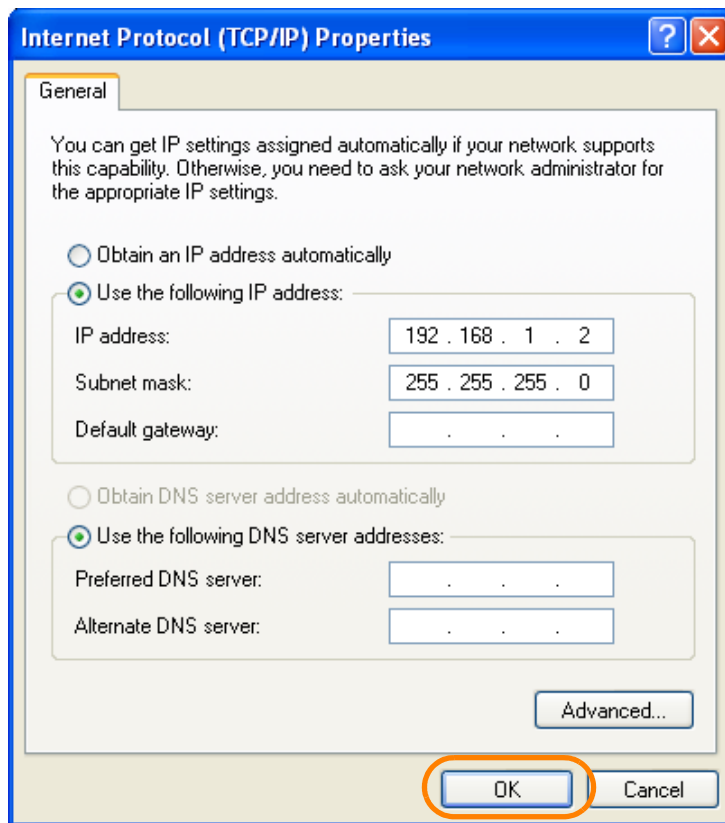 Internet Protocol (TCP/IP) Properties
General
You can get IP settings assigned automatically if your network supports
this capability. Otherwise, you need to ask your network administrator for
the appropriate IP settings.
Obtain an IP address automatically
Use the following IP address:
IP address: 192 . 168 . 1 . 2
Subnet mask: 255 . 255 . 255 . 0
Default gateway: . . .
Obtain DNS server address automatically
Use the following DNS server addresses:
Preferred DNS server: . . .
Alternate DNS server: . . .
Advanced...
OK Cancel